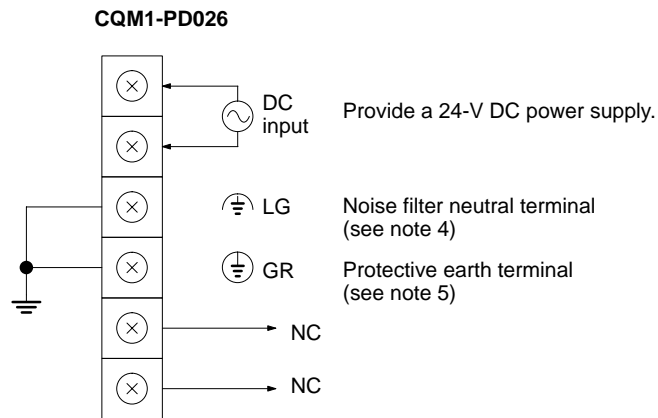 CQM1-PD026
DC
input
Provide a 24-V DC power supply.
LG
Noise filter neutral terminal
(see note 4)
GR
Protective earth terminal
(see note 5)
NC
NC